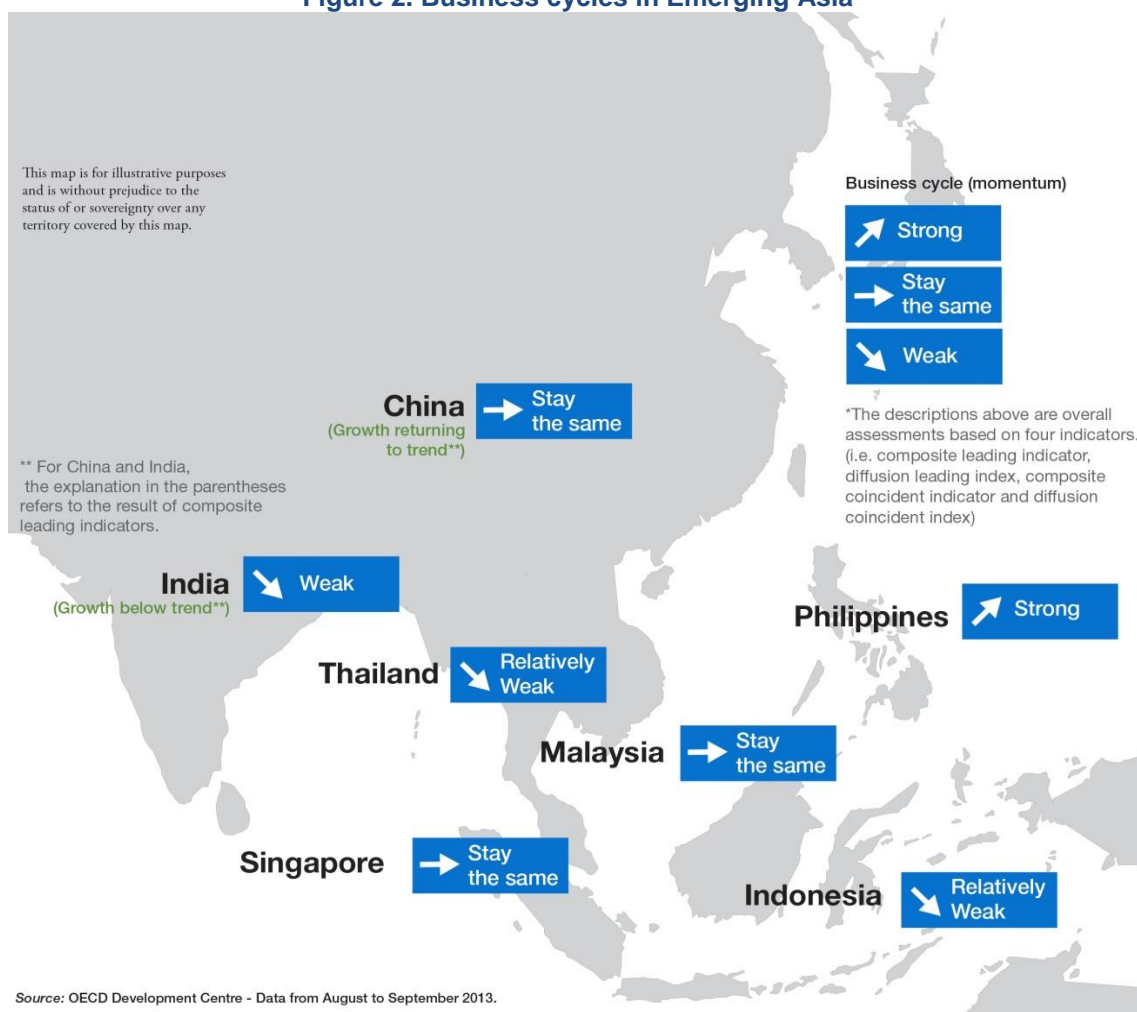 Figure 2. Business cycles in Emerging Asia
This map is for illustrative purposes
and is without prejudice to the
status of or sovereignty over any
territory covered by this map.
Business cycle (momentum)
Strong
Stay
the same
Weak
*The descriptions above are overall
assessments based on four indicators.
(i.e. composite leading indicator,
diffusion leading index, composite
coincident indicator and diffusion
coincident index)
China
(Growth returning
to trend**)
Stay
the same
** For China and India,
the explanation in the parentheses
refers to the result of composite
leading indicators.
India
(Growth below trend**)
Weak
Philippines
Strong
Thailand
Relatively
Weak
Malaysia
Stay
the same
Singapore
Stay
the same
Indonesia
Relatively
Weak
Source: OECD Development Centre - Data from August to September 2013.